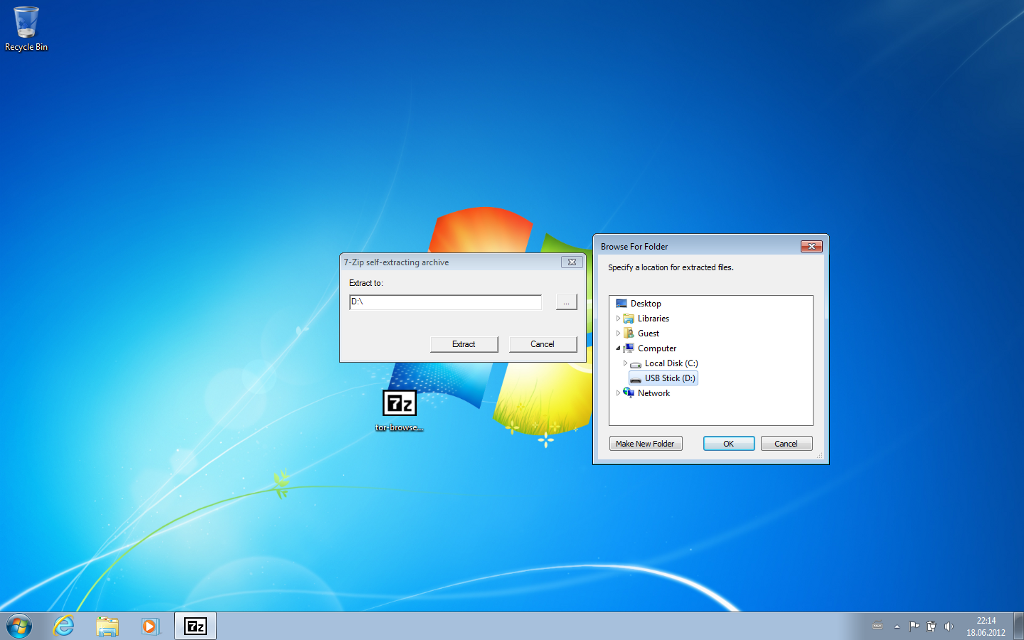 Recycle Bin
7-Zip self-extracting archive
Extract to:
D:\
...
Extract
Cancel
7z
tor-browse...
Browse For Folder
Specify a location for extracted files.
Desktop
Libraries
Guest
Computer
Local Disk (C:)
USB Stick (D:)
Network
Make New Folder
OK
Cancel
7z
22:14
18.06.2012